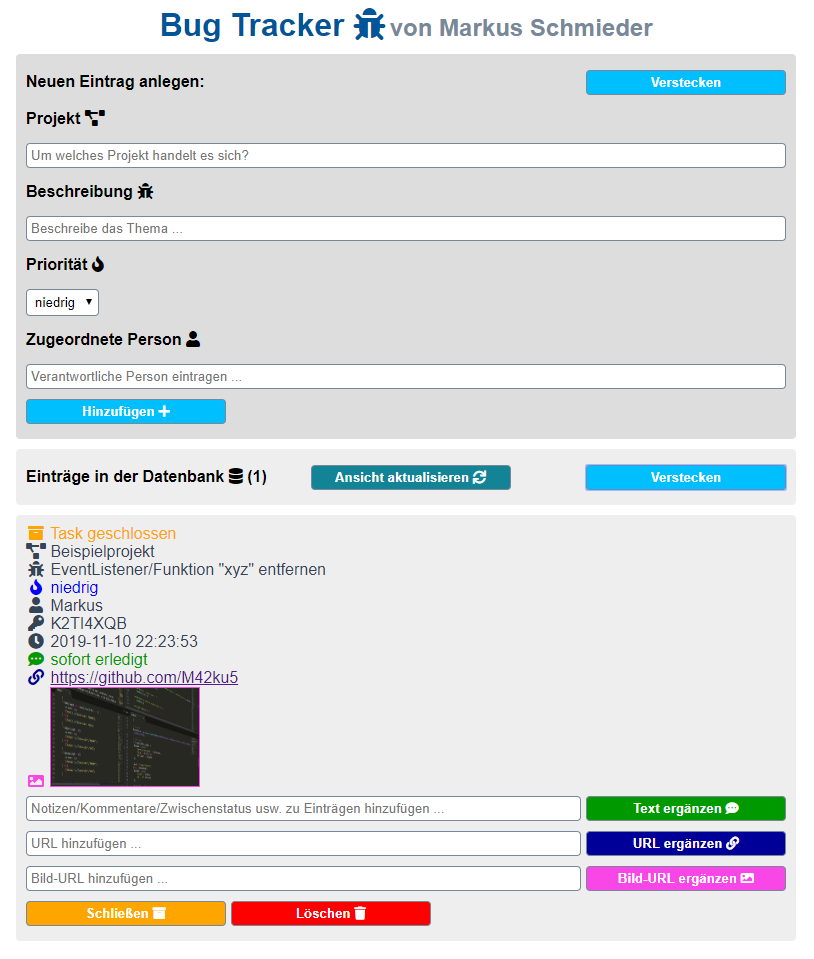 Bug Tracker von Markus Schmieder
Neuen Eintrag anlegen: Verstecken
Projekt
Um welches Projekt handelt es sich?
Beschreibung
Beschreibe das Thema ...
Priorität
niedrig
Zugeordnete Person
Verantwortliche Person eintragen ...
Hinzufügen
Einträge in der Datenbank (1) Ansicht aktualisieren Verstecken
Task geschlossen
Beispielprojekt
EventListener/Funktion "xyz" entfernen
niedrig
Markus
K2TI4XQB
2019-11-10 22:23:53
sofort erledigt
https://github.com/M42ku5
Notizen/Kommentare/Zwischenstatus usw. zu Einträgen hinzufügen ... Text ergänzen
URL hinzufügen ... URL ergänzen
Bild-URL hinzufügen ... Bild-URL ergänzen
Schließen Löschen